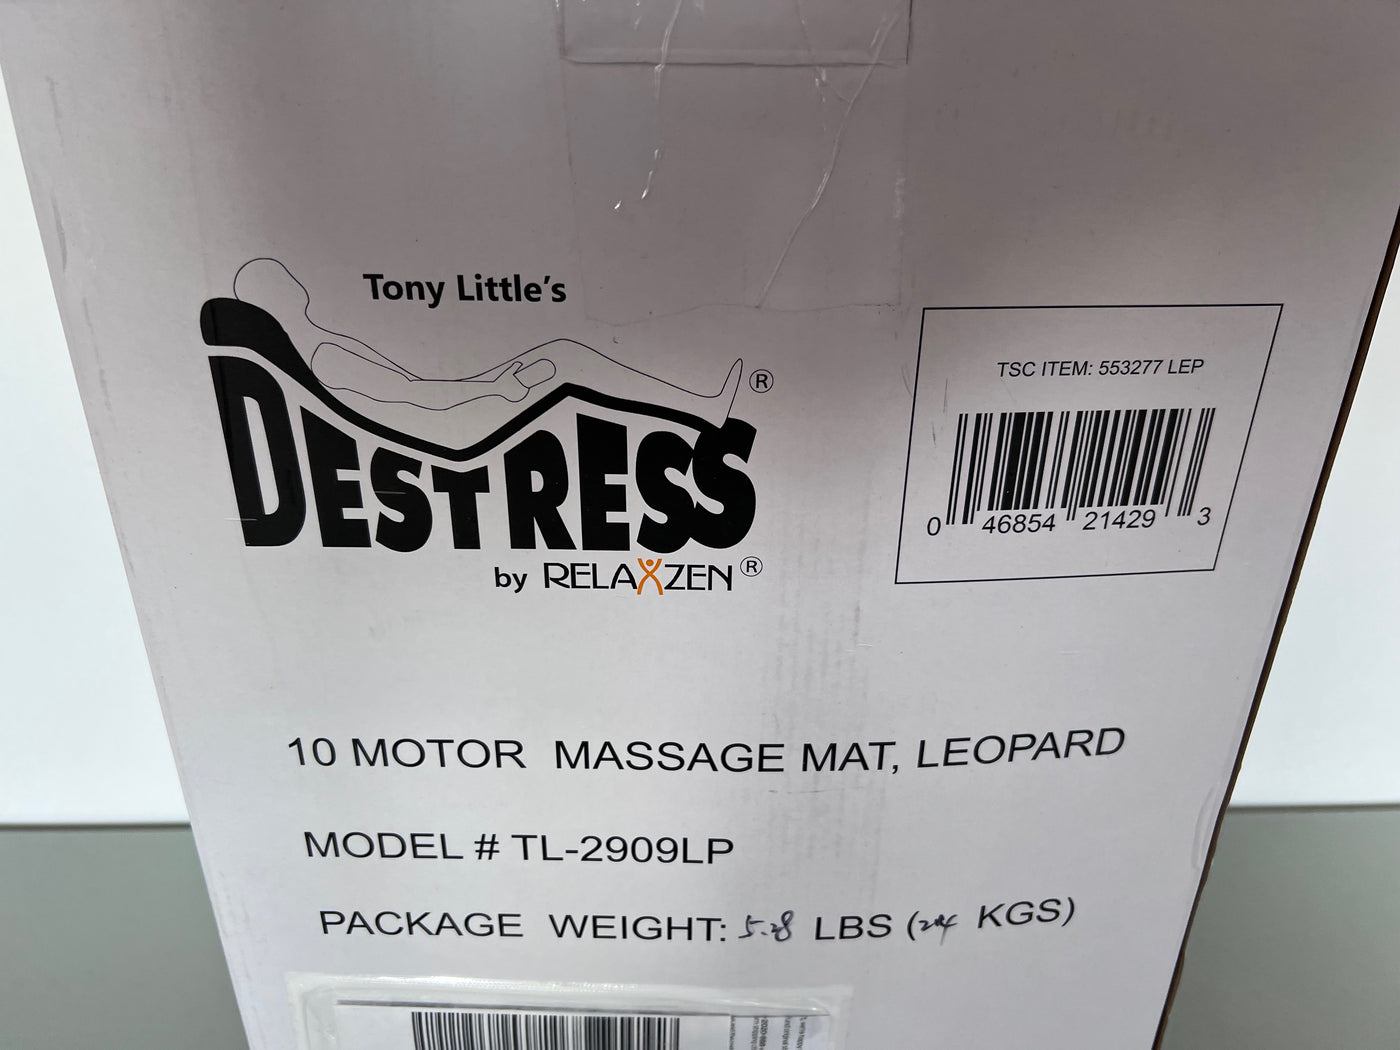 Tony Little's
DESTRESS®
by RELAXZEN®
TSC ITEM: 553277 LEP
0 46854 21429 3
10 MOTOR MASSAGE MAT, LEOPARD
MODEL # TL-2909LP
PACKAGE WEIGHT: 5.28 LBS (2.4 KGS)